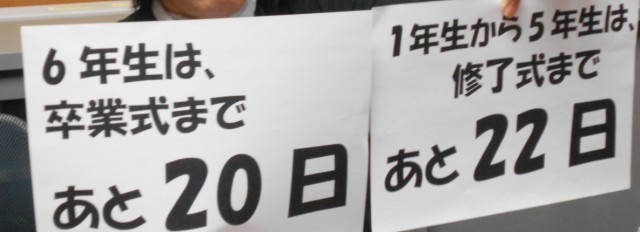 6年生は、
卒業式まで
あと20日
1年生から5年生は、
修了式まで
あと22日